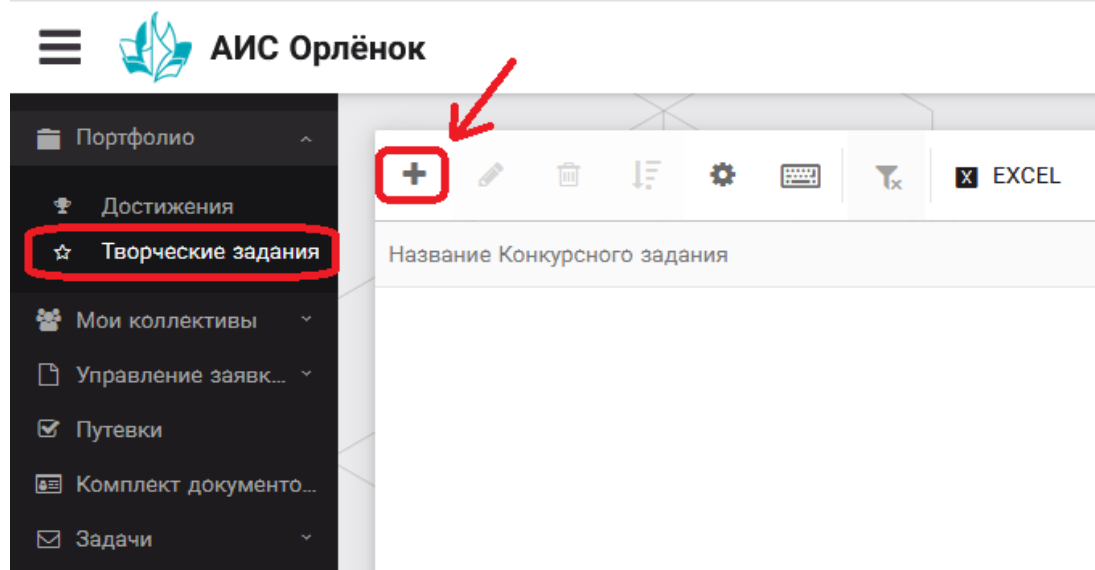 АИС Орлёнок
Портфолио
Достижения
Творческие задания
Мои коллективы
Управление заявк...
Путевки
Комплект документо...
Задачи
X EXCEL
Название Конкурсного задания